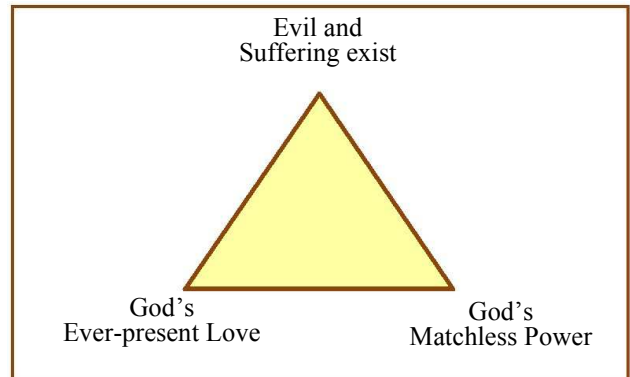 Evil and
Suffering exist
God's
Ever-present Love
God's
Matchless Power